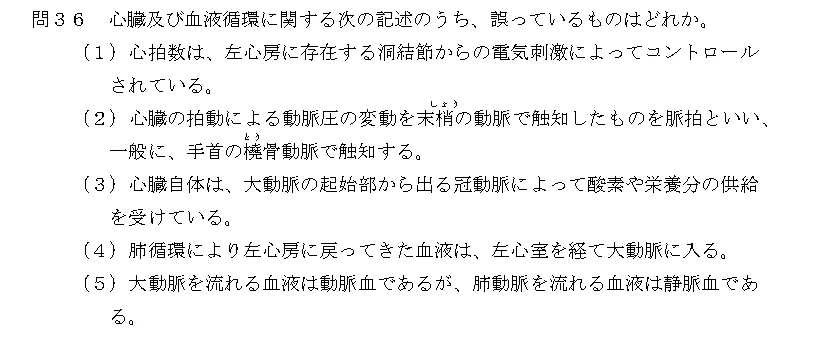 問３６　心臓及び血液循環に関する次の記述のうち、誤っているものはどれか。
（１）心拍数は、左心房に存在する洞結節からの電気刺激によってコントロール
されている。
（２）心臓の拍動による動脈圧の変動を末梢の動脈で触知したものを脈拍といい、
しょう
一般に、手首の橈骨動脈で触知する。
とう
（３）心臓自体は、大動脈の起始部から出る冠動脈によって酸素や栄養分の供給
を受けている。
（４）肺循環により左心房に戻ってきた血液は、左心室を経て大動脈に入る。
（５）大動脈を流れる血液は動脈血であるが、肺動脈を流れる血液は静脈血であ
る。